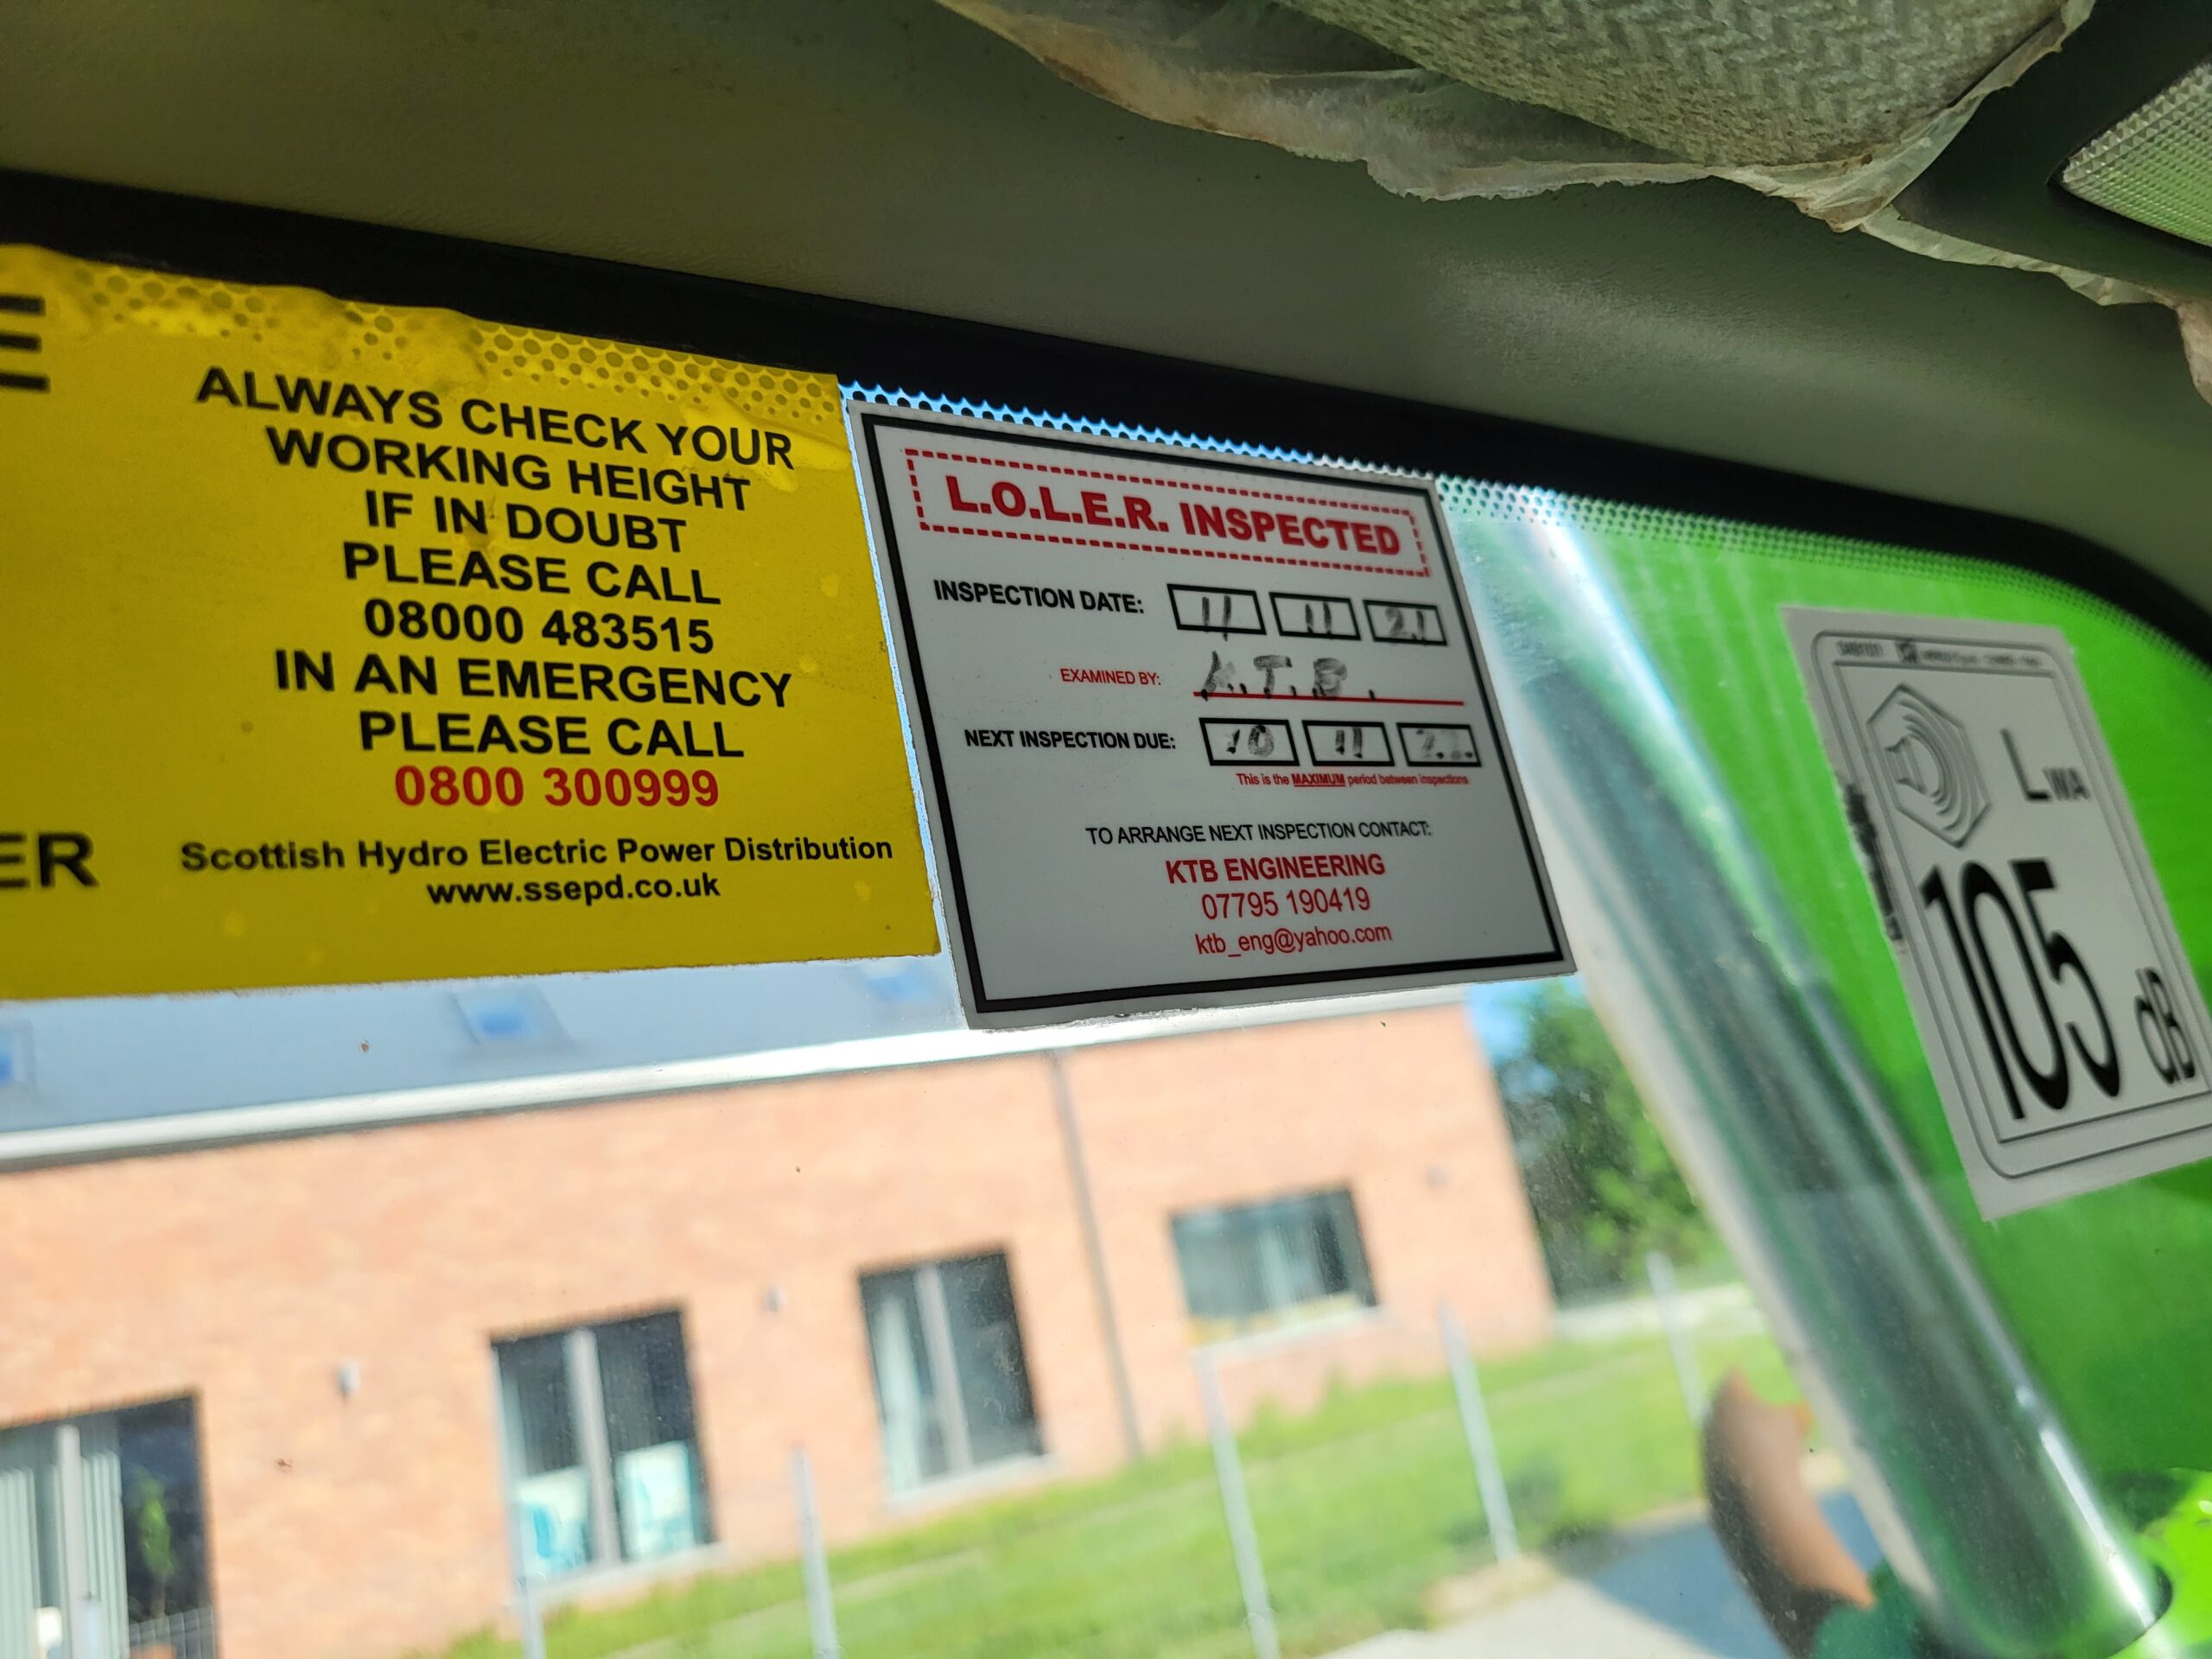 E
ALWAYS CHECK YOUR
WORKING HEIGHT
IF IN DOUBT
PLEASE CALL
08000 483515
IN AN EMERGENCY
PLEASE CALL
0800 300999
ER
Scottish Hydro Electric Power Distribution
www.ssepd.co.uk
L.O.L.E.R. INSPECTED
INSPECTION DATE: 11 11 21
EXAMINED BY: K.T.B.
NEXT INSPECTION DUE: 10 11 22
This is the MAXIMUM period between inspections
TO ARRANGE NEXT INSPECTION CONTACT:
KTB ENGINEERING
07795 190419
ktb_eng@yahoo.com
LWA
105 dB